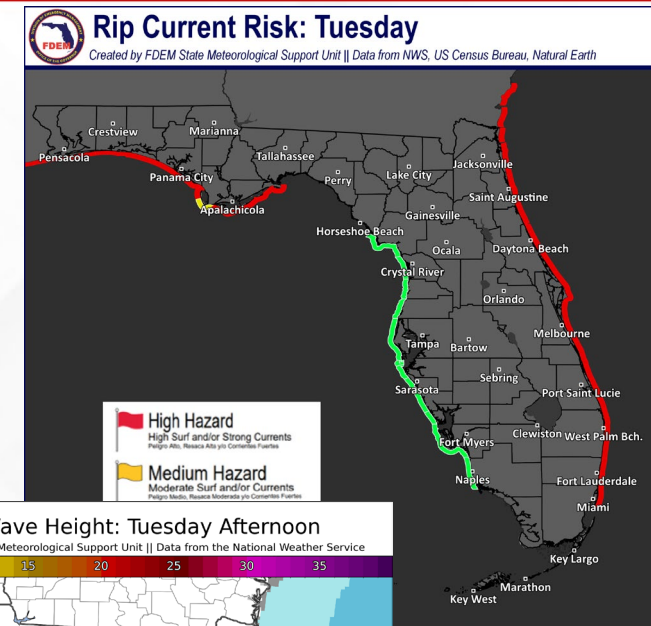 FDEM
Rip Current Risk: Tuesday
Created by FDEM State Meteorological Support Unit || Data from NWS, US Census Bureau, Natural Earth
Crestview
Marianna
Pensacola
Tallahassee
Jacksonville
Panama City
Perry
Lake City
Saint Augustine
Apalachicola
Gainesville
Horseshoe Beach
Ocala
Daytona Beach
Crystal River
Orlando
Melbourne
Tampa
Bartow
Sebring
Sarasota
Port Saint Lucie
High Hazard
High Surf and/or Strong Currents
Peligro Alto, Resaca Alta y/o Corrientes Fuertes
Clewiston
West Palm Bch.
Fort Myers
Medium Hazard
Moderate Surf and/or Currents
Peligro Medio, Resaca Moderada y/o Corrientes Fuertes
Naples
Fort Lauderdale
Miami
ave Height: Tuesday Afternoon
Meteorological Support Unit || Data from the National Weather Service
15 20 25 30 35
Key Largo
Marathon
Key West